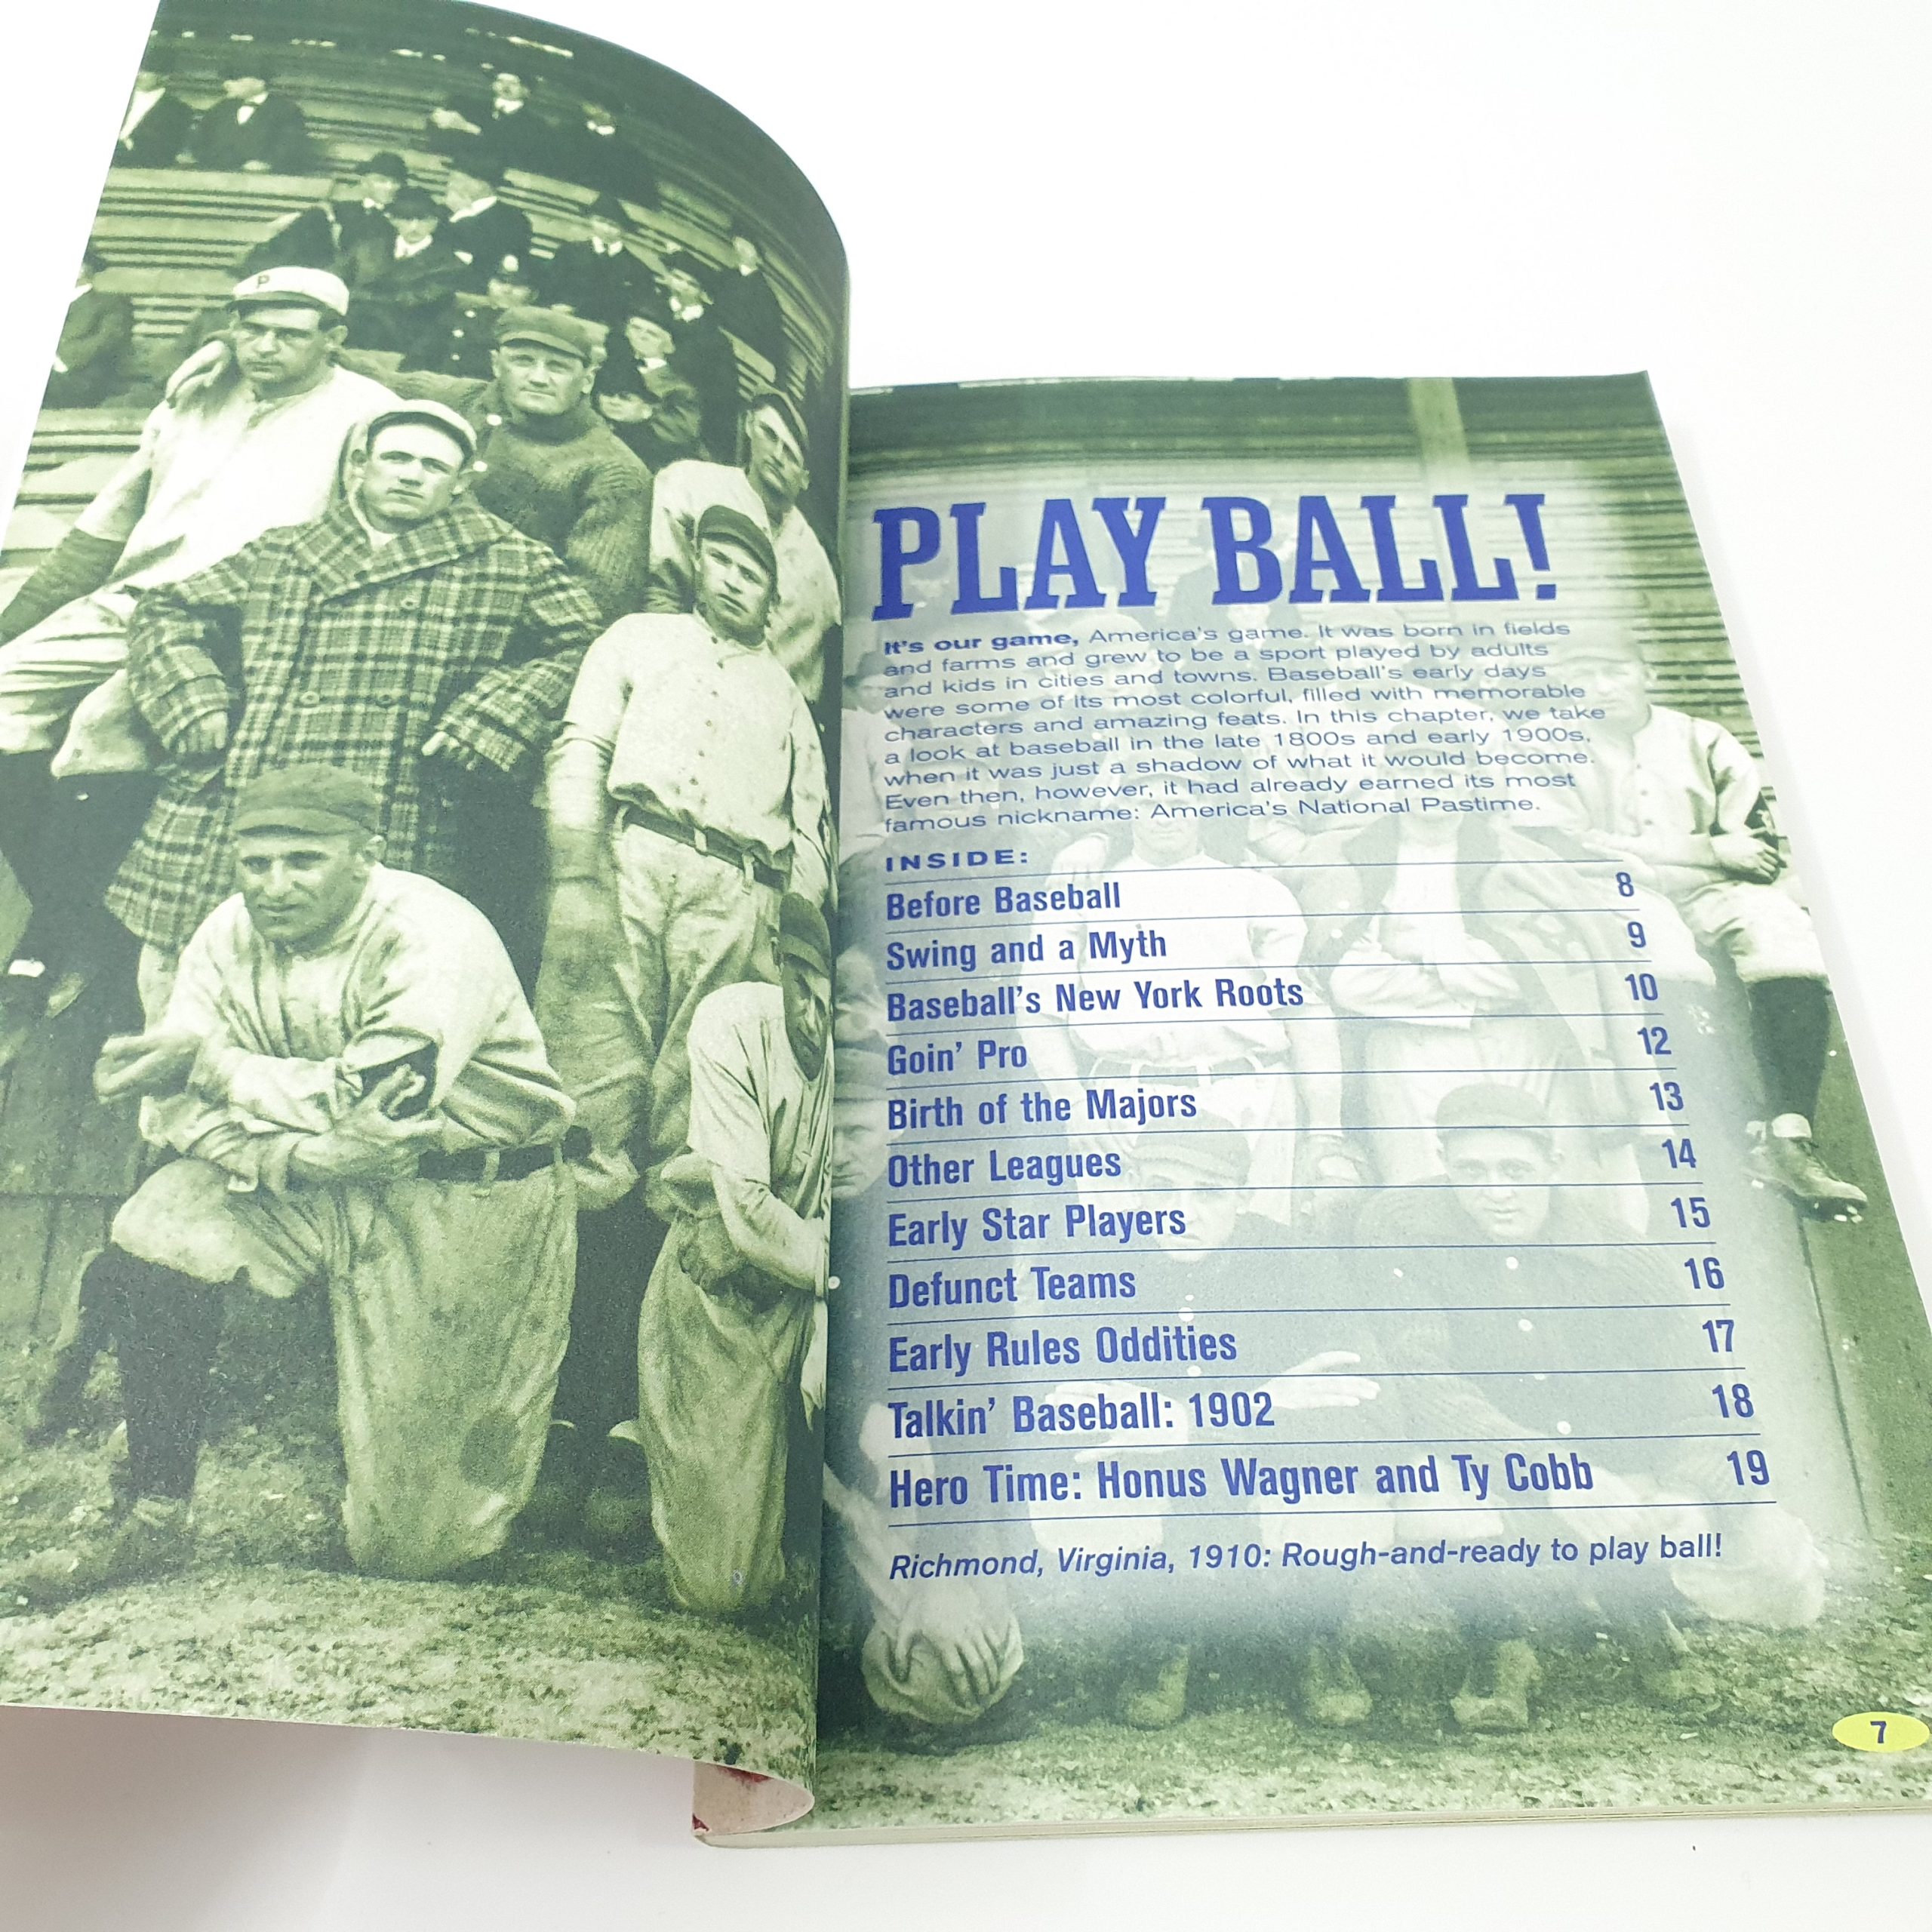 P
PLAY BALL!
It's our game, America's game. It was born in fields
and farms and grew to be a sport played by adults
and kids in cities and towns. Baseball's early days
were some of its most colorful, filled with memorable
characters and amazing feats. In this chapter, we take
a look at baseball in the late 1800s and early 1900s,
when it was just a shadow of what it would become.
Even then, however, it had already earned its most
famous nickname: America's National Pastime.
INSIDE:
Before Baseball 8
Swing and a Myth 9
Baseball's New York Roots 10
Goin' Pro 12
Birth of the Majors 13
Other Leagues 14
Early Star Players 15
Defunct Teams 16
Early Rules Oddities 17
Talkin' Baseball: 1902 18
Hero Time: Honus Wagner and Ty Cobb 19
Richmond, Virginia, 1910: Rough-and-ready to play ball!
7